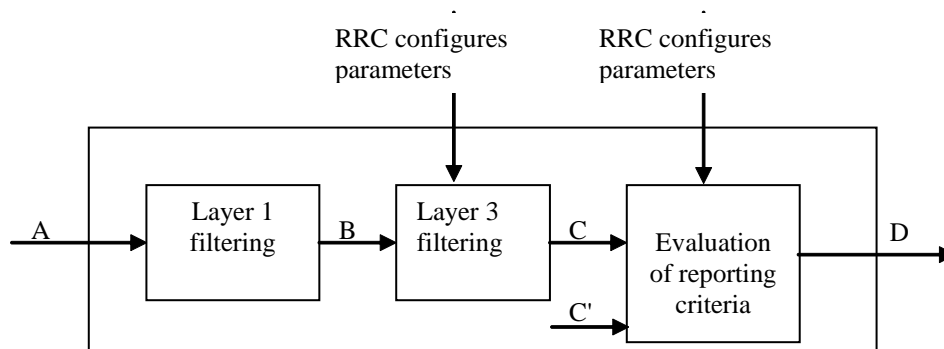 RRC configures
parameters
RRC configures
parameters
A
Layer 1
filtering
B
Layer 3
filtering
C
C'
Evaluation
of reporting
criteria
D